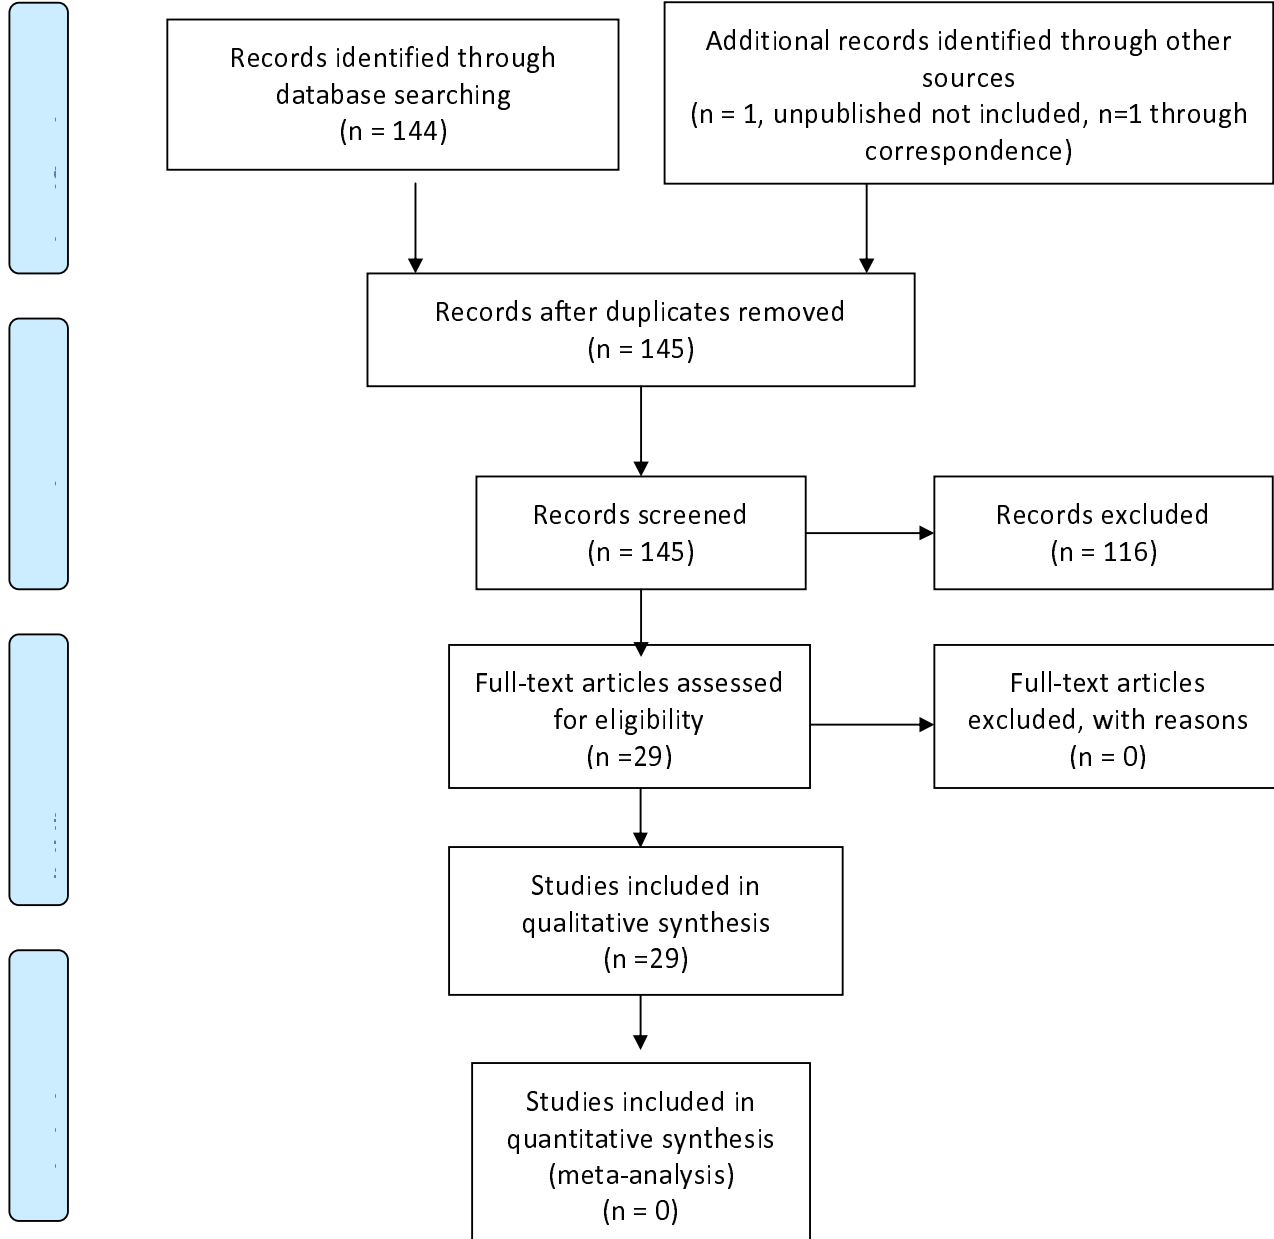 Records identified through
database searching
(n = 144)
Additional records identified through other
sources
(n = 1, unpublished not included, n=1 through
correspondence)
Records after duplicates removed
(n = 145)
Records screened
(n = 145)
Records excluded
(n = 116)
Full-text articles assessed
for eligibility
(n =29)
Full-text articles
excluded, with reasons
(n = 0)
Studies included in
qualitative synthesis
(n =29)
Studies included in
quantitative synthesis
(meta-analysis)
(n = 0)